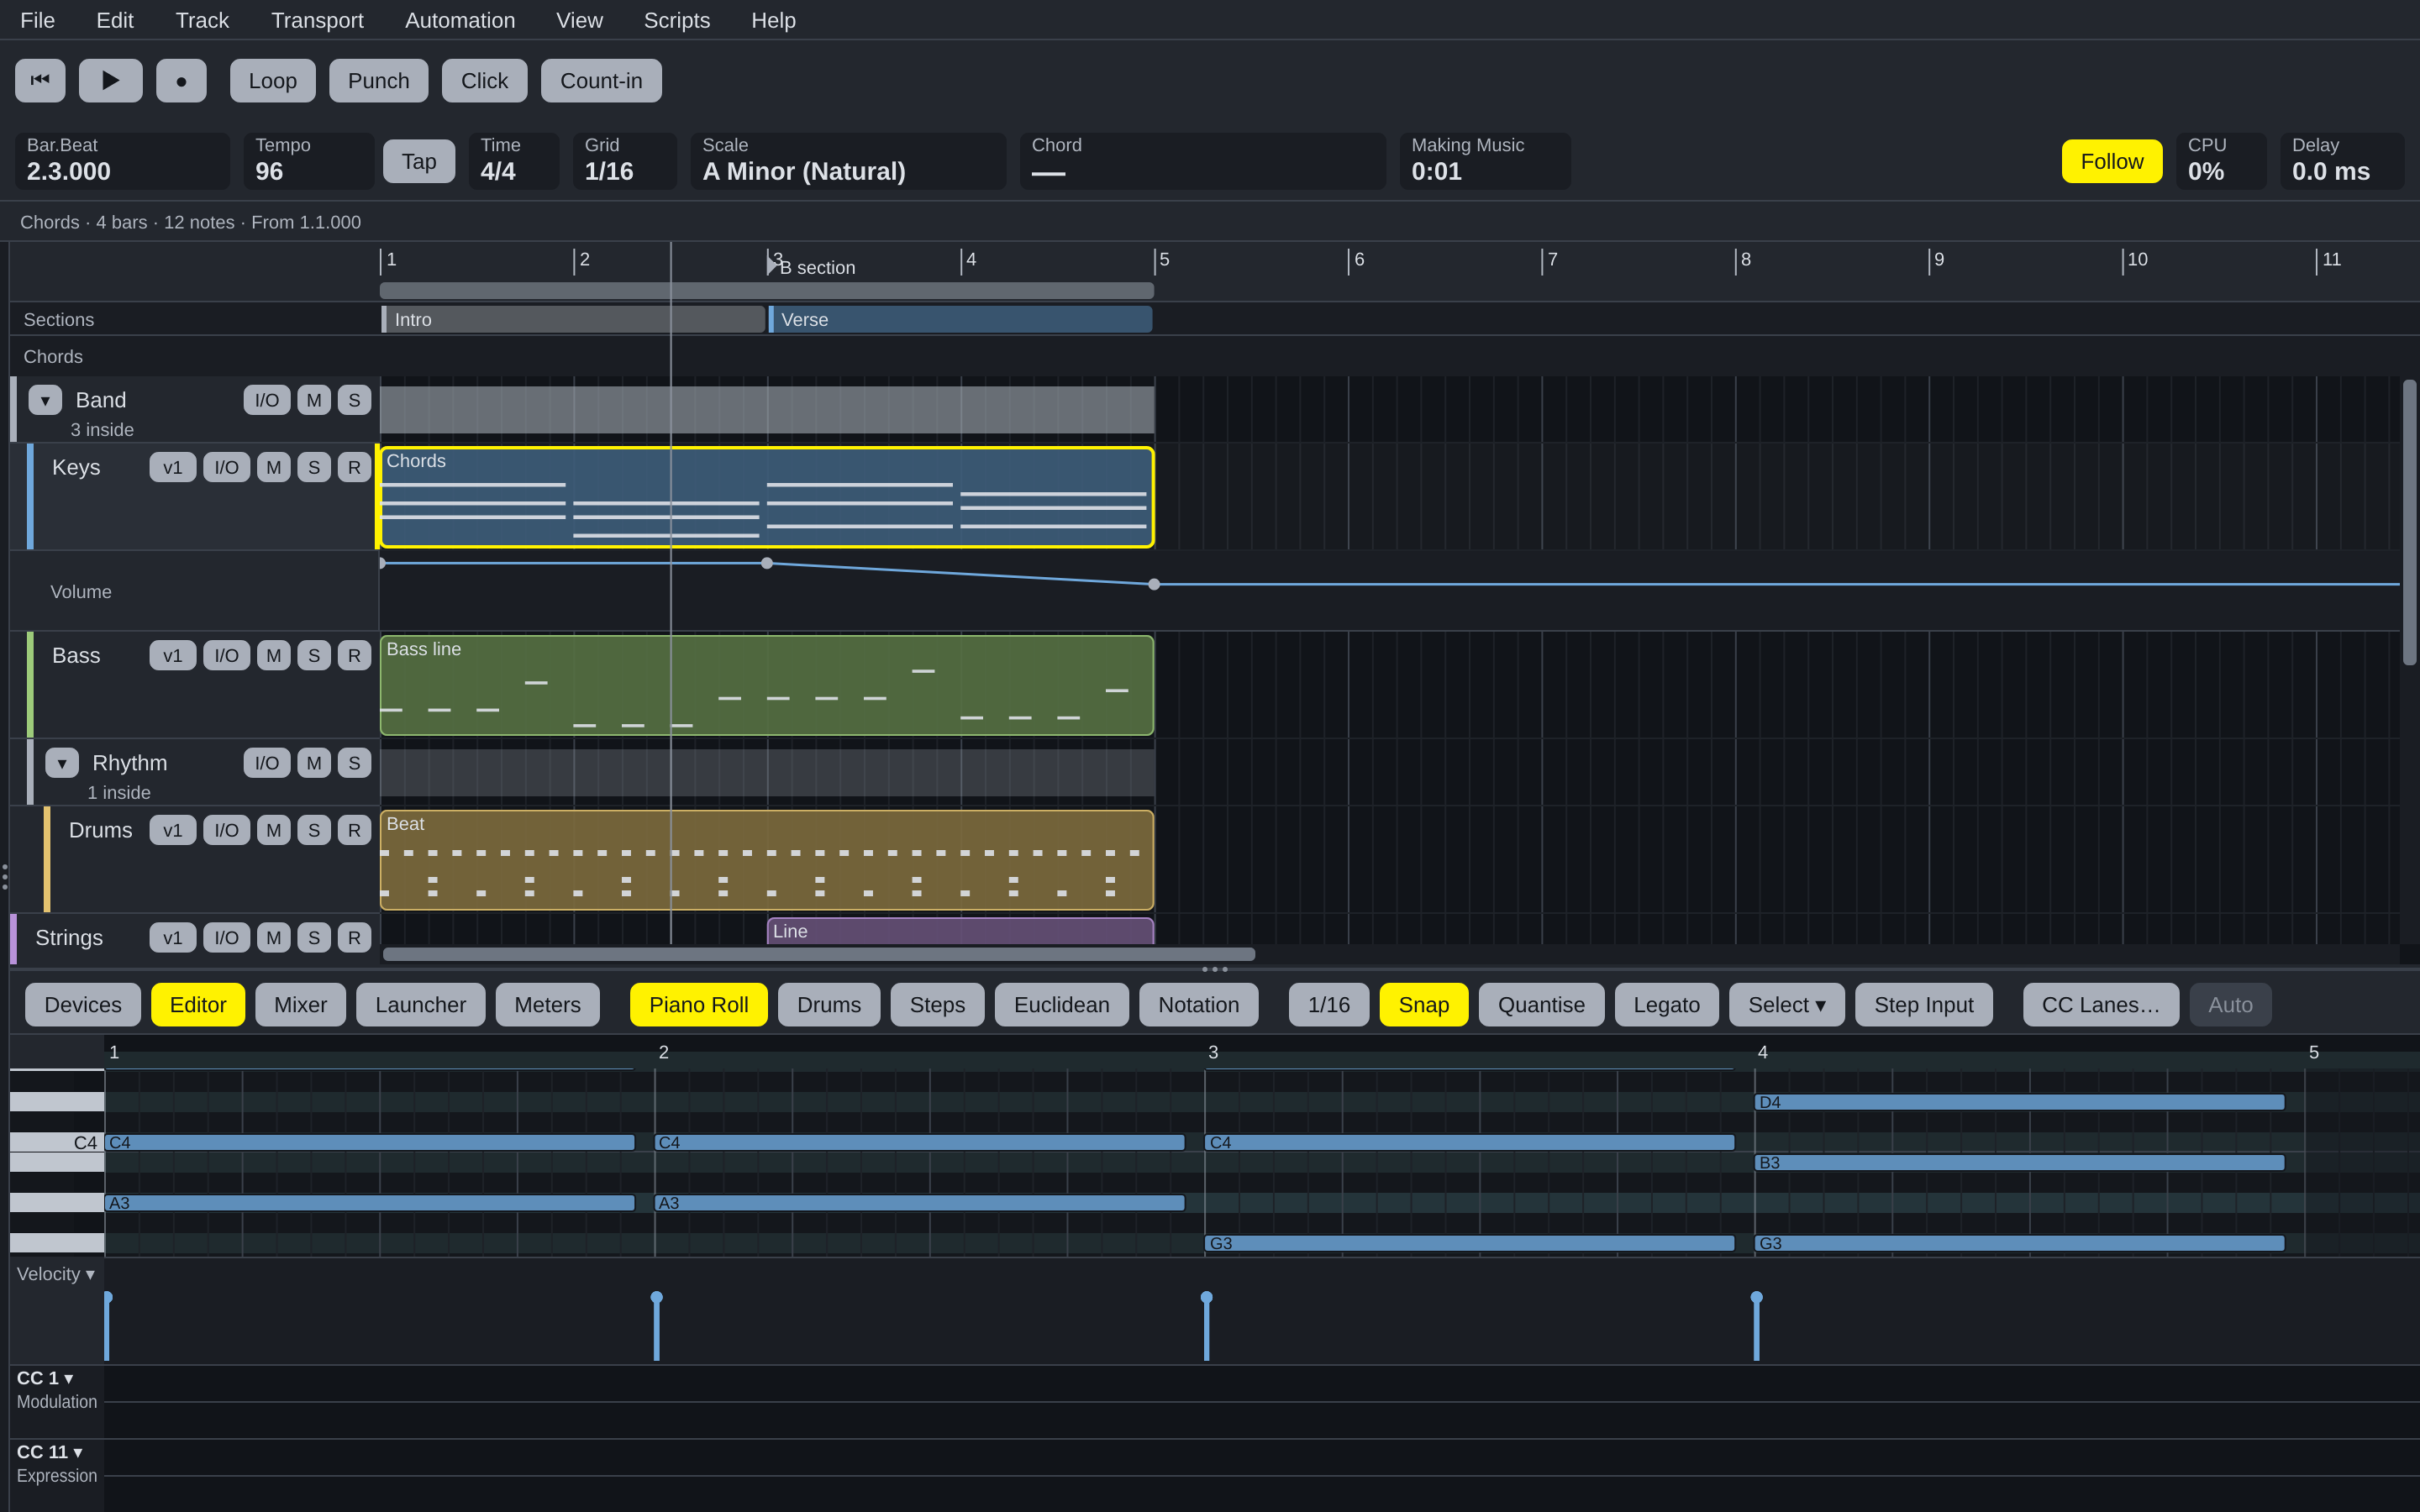 File Edit Track Transport Automation View Scripts Help
Loop Punch Click Count-in
Bar.Beat Tempo Time Grid Scale Chord Making Music CPU Delay
2.3.000 96 Tap 4/4 1/16 A Minor (Natural) — 0:01 Follow 0% 0.0 ms
Chords · 4 bars · 12 notes · From 1.1.000
1 2 3 4 5 6 7 8 9 10 11
B section
Sections Intro Verse
Chords
▾ Band I/O M S
3 inside
Keys v1 I/O M S R Chords
Volume
Bass v1 I/O M S R Bass line
▾ Rhythm I/O M S
1 inside
Drums v1 I/O M S R Beat
Strings v1 I/O M S R Line
Devices Editor Mixer Launcher Meters Piano Roll Drums Steps Euclidean Notation 1/16 Snap Quantise Legato Select ▾ Step Input CC Lanes… Auto
1 2 3 4 5
D4
C4 C4 C4 C4
B3
A3 A3
G3 G3
Velocity ▾
CC 1 ▾
Modulation
CC 11 ▾
Expression